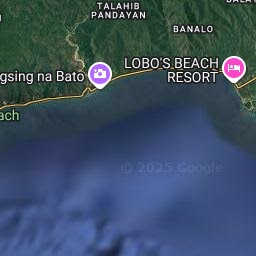 TALAHIB
PANDAYAN
BANALO
LOBO'S BEACH
RESORT
gsing na Bato
ach
© 2025 Google